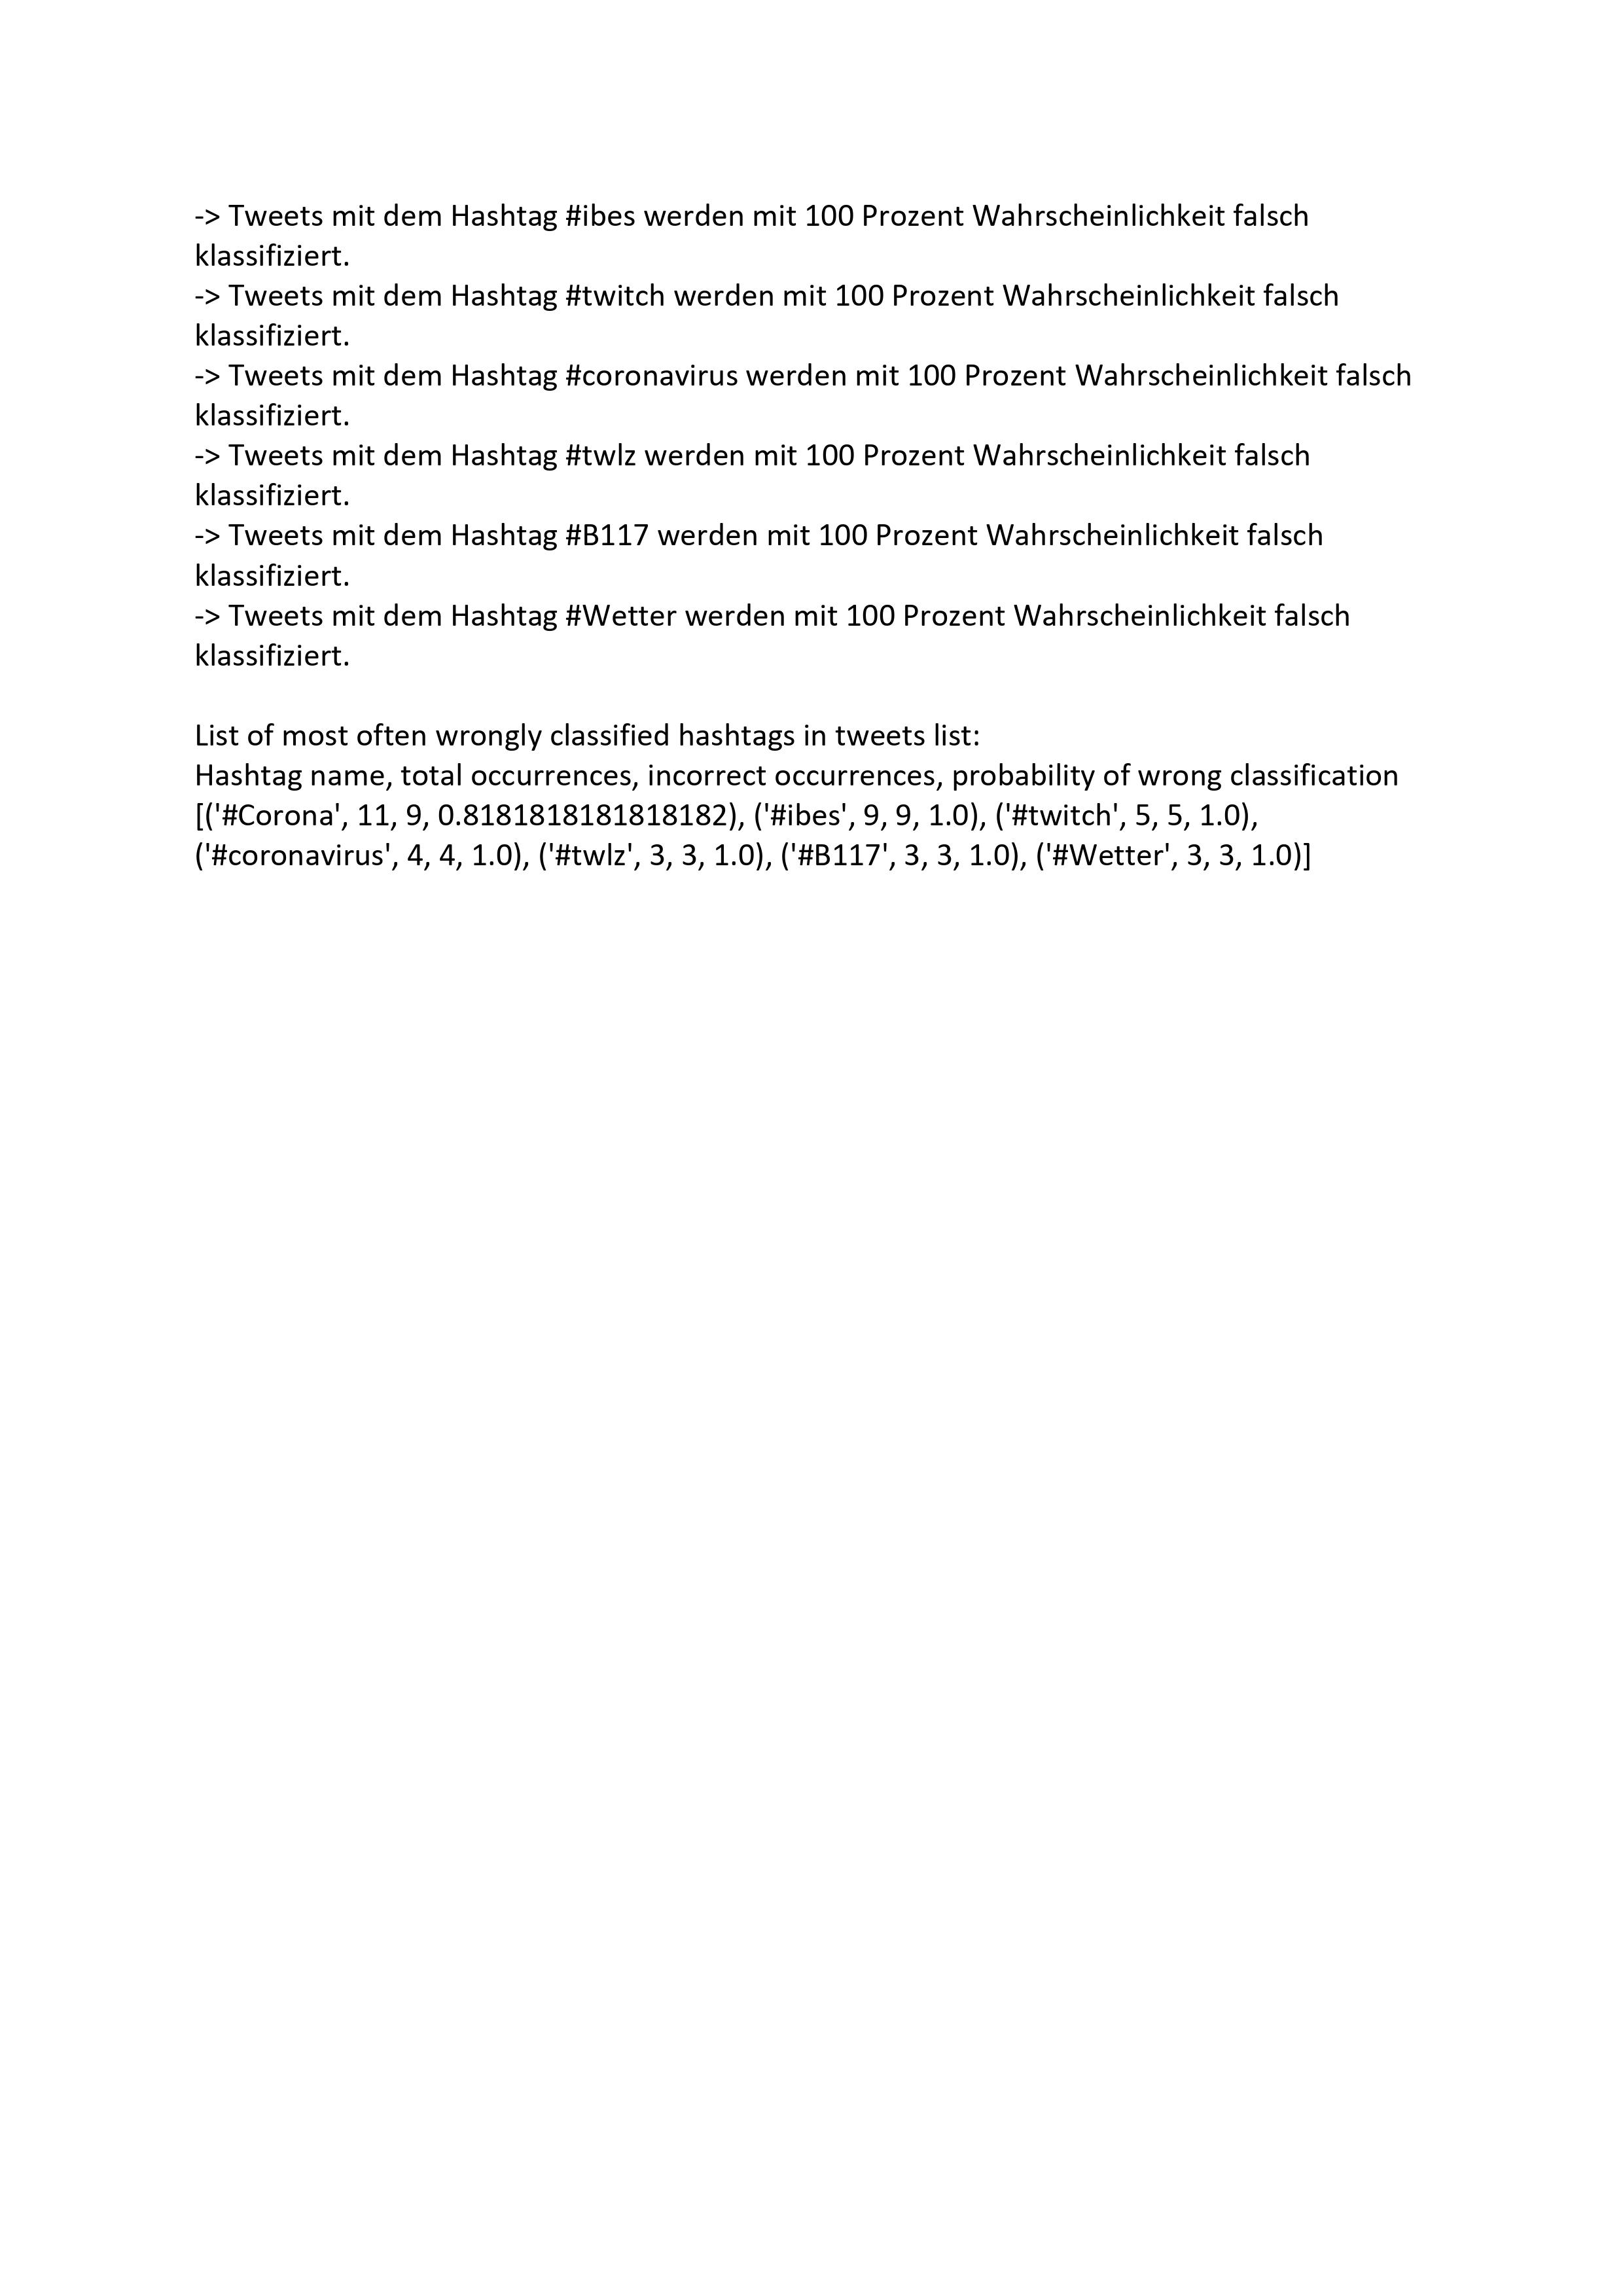 -> Tweets mit dem Hashtag #ibes werden mit 100 Prozent Wahrscheinlichkeit falsch
klassifiziert.
-> Tweets mit dem Hashtag #twitch werden mit 100 Prozent Wahrscheinlichkeit falsch
klassifiziert.
-> Tweets mit dem Hashtag #coronavirus werden mit 100 Prozent Wahrscheinlichkeit falsch
klassifiziert.
-> Tweets mit dem Hashtag #twlz werden mit 100 Prozent Wahrscheinlichkeit falsch
klassifiziert.
-> Tweets mit dem Hashtag #B117 werden mit 100 Prozent Wahrscheinlichkeit falsch
klassifiziert.
-> Tweets mit dem Hashtag #Wetter werden mit 100 Prozent Wahrscheinlichkeit falsch
klassifiziert.
List of most often wrongly classified hashtags in tweets list:
Hashtag name, total occurrences, incorrect occurrences, probability of wrong classification
[('#Corona', 11, 9, 0.8181818181818182), ('#ibes', 9, 9, 1.0), ('#twitch', 5, 5, 1.0),
('#coronavirus', 4, 4, 1.0), ('#twlz', 3, 3, 1.0), ('#B117', 3, 3, 1.0), ('#Wetter', 3, 3, 1.0)]